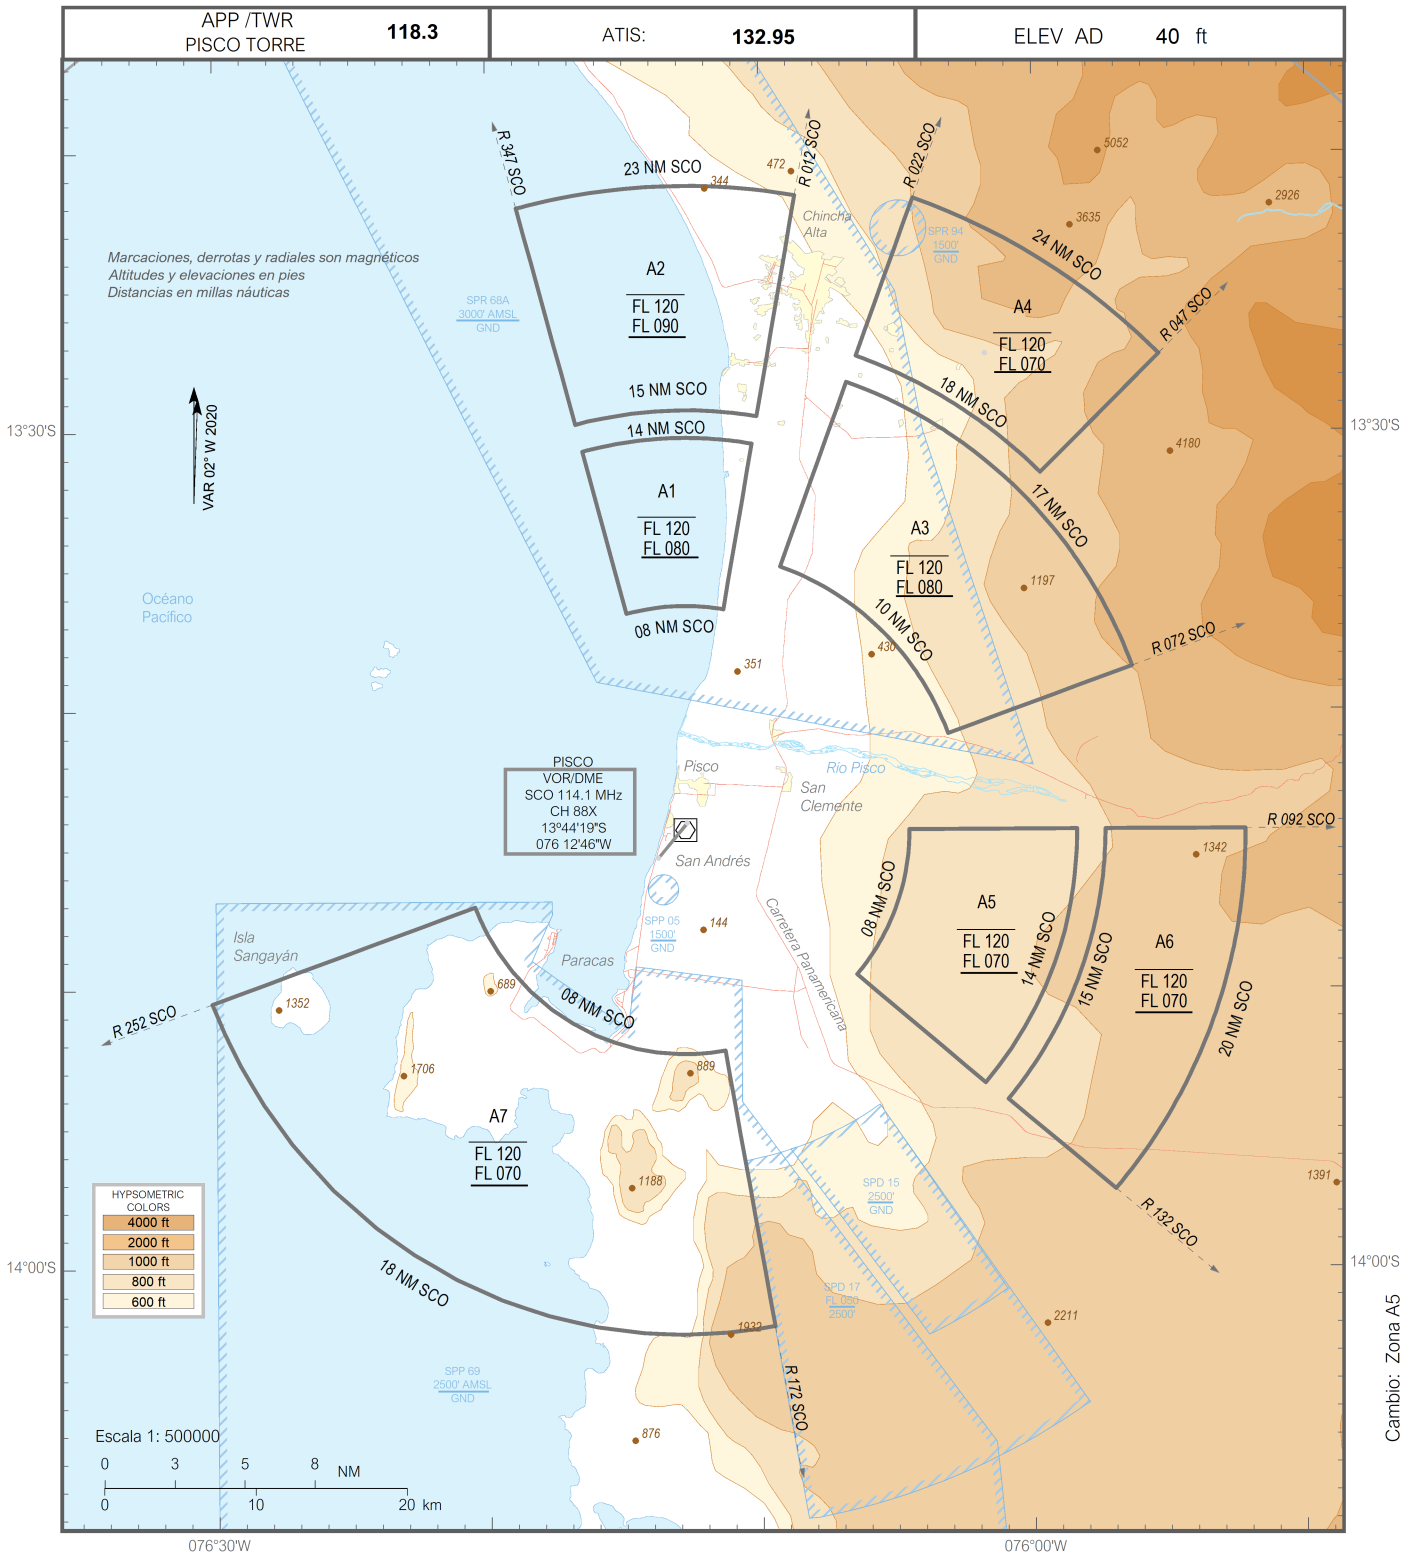 APP /TWR
PISCO TORRE
118.3
ATIS:
132.95
ELEV AD 40 ft
R 347 SCO
23 NM SCO
344
472
R 012 SCO
R 022 SCO
5052
2926
3635
Chincha
Alta
SPR 94
1500'
GND
24 NM SCO
Marcaciones, derrotas y radiales son magnéticos
Altitudes y elevaciones en pies
Distancias en millas náuticas
A2
FL 120
FL 090
SPR 68A
3000' AMSL
GND
A4
FL 120
FL 070
R 047 SCO
15 NM SCO
18 NM SCO
14 NM SCO
13°30'S
13°30'S
VAR 02° W 2020
4180
A1
FL 120
FL 080
17 NM SCO
A3
FL 120
FL 080
1197
Océano
Pacifico
08 NM SCO
10 NM SCO
430
R 072 SCO
351
PISCO
VOR/DME
SCO 114.1 MHz
CH 88X
13º44'19"S
076 12'46"W
Pisco
Río Pisco
San
Clemente
R 092 SCO
San Andrés
1342
08 NM SCO
SPP 05
1500'
GND
144
Carretera Panamericana
A5
FL 120
FL 070
14 NM SCO
15 NM SCO
A6
FL 120
FL 070
20 NM SCO
Isla
Sangayán
Paracas
689
1352
08 NM SCO
R 252 SCO
1706
889
A7
FL 120
FL 070
1188
SPD 15
2500'
GND
1391
R 132 SCO
HYPSOMETRIC
COLORS
4000 ft
2000 ft
1000 ft
800 ft
600 ft
14°00'S
14°00'S
18 NM SCO
SPD 17
FL 050
2500'
1932
2211
SPP 69
2500' AMSL
GND
R 172 SCO
876
Cambio: Zona A5
Escala 1: 500000
0 3 5 8 NM
0 10 20 km
076°30'W
076°00'W